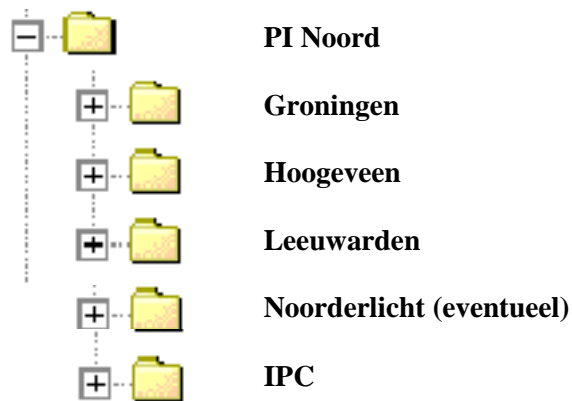 PI Noord
Groningen
Hoogeveen
Leeuwarden
Noorderlicht (eventueel)
IPC